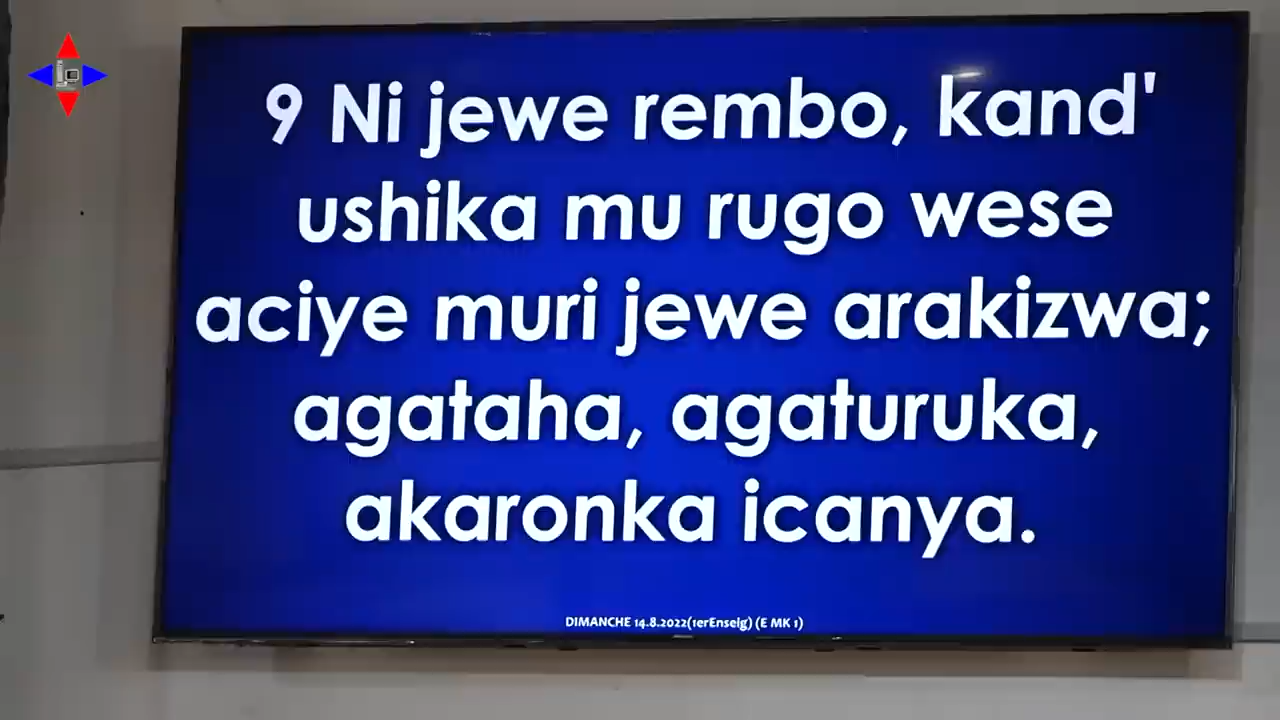 9 Ni jewe rembo, kand'
ushika mu rugo wese
aciye muri jewe arakizwa;
agataha, agaturuka,
akaronka icanya.
DIMANCHE 14.8.2022(1erEnseig) (E MK 1)